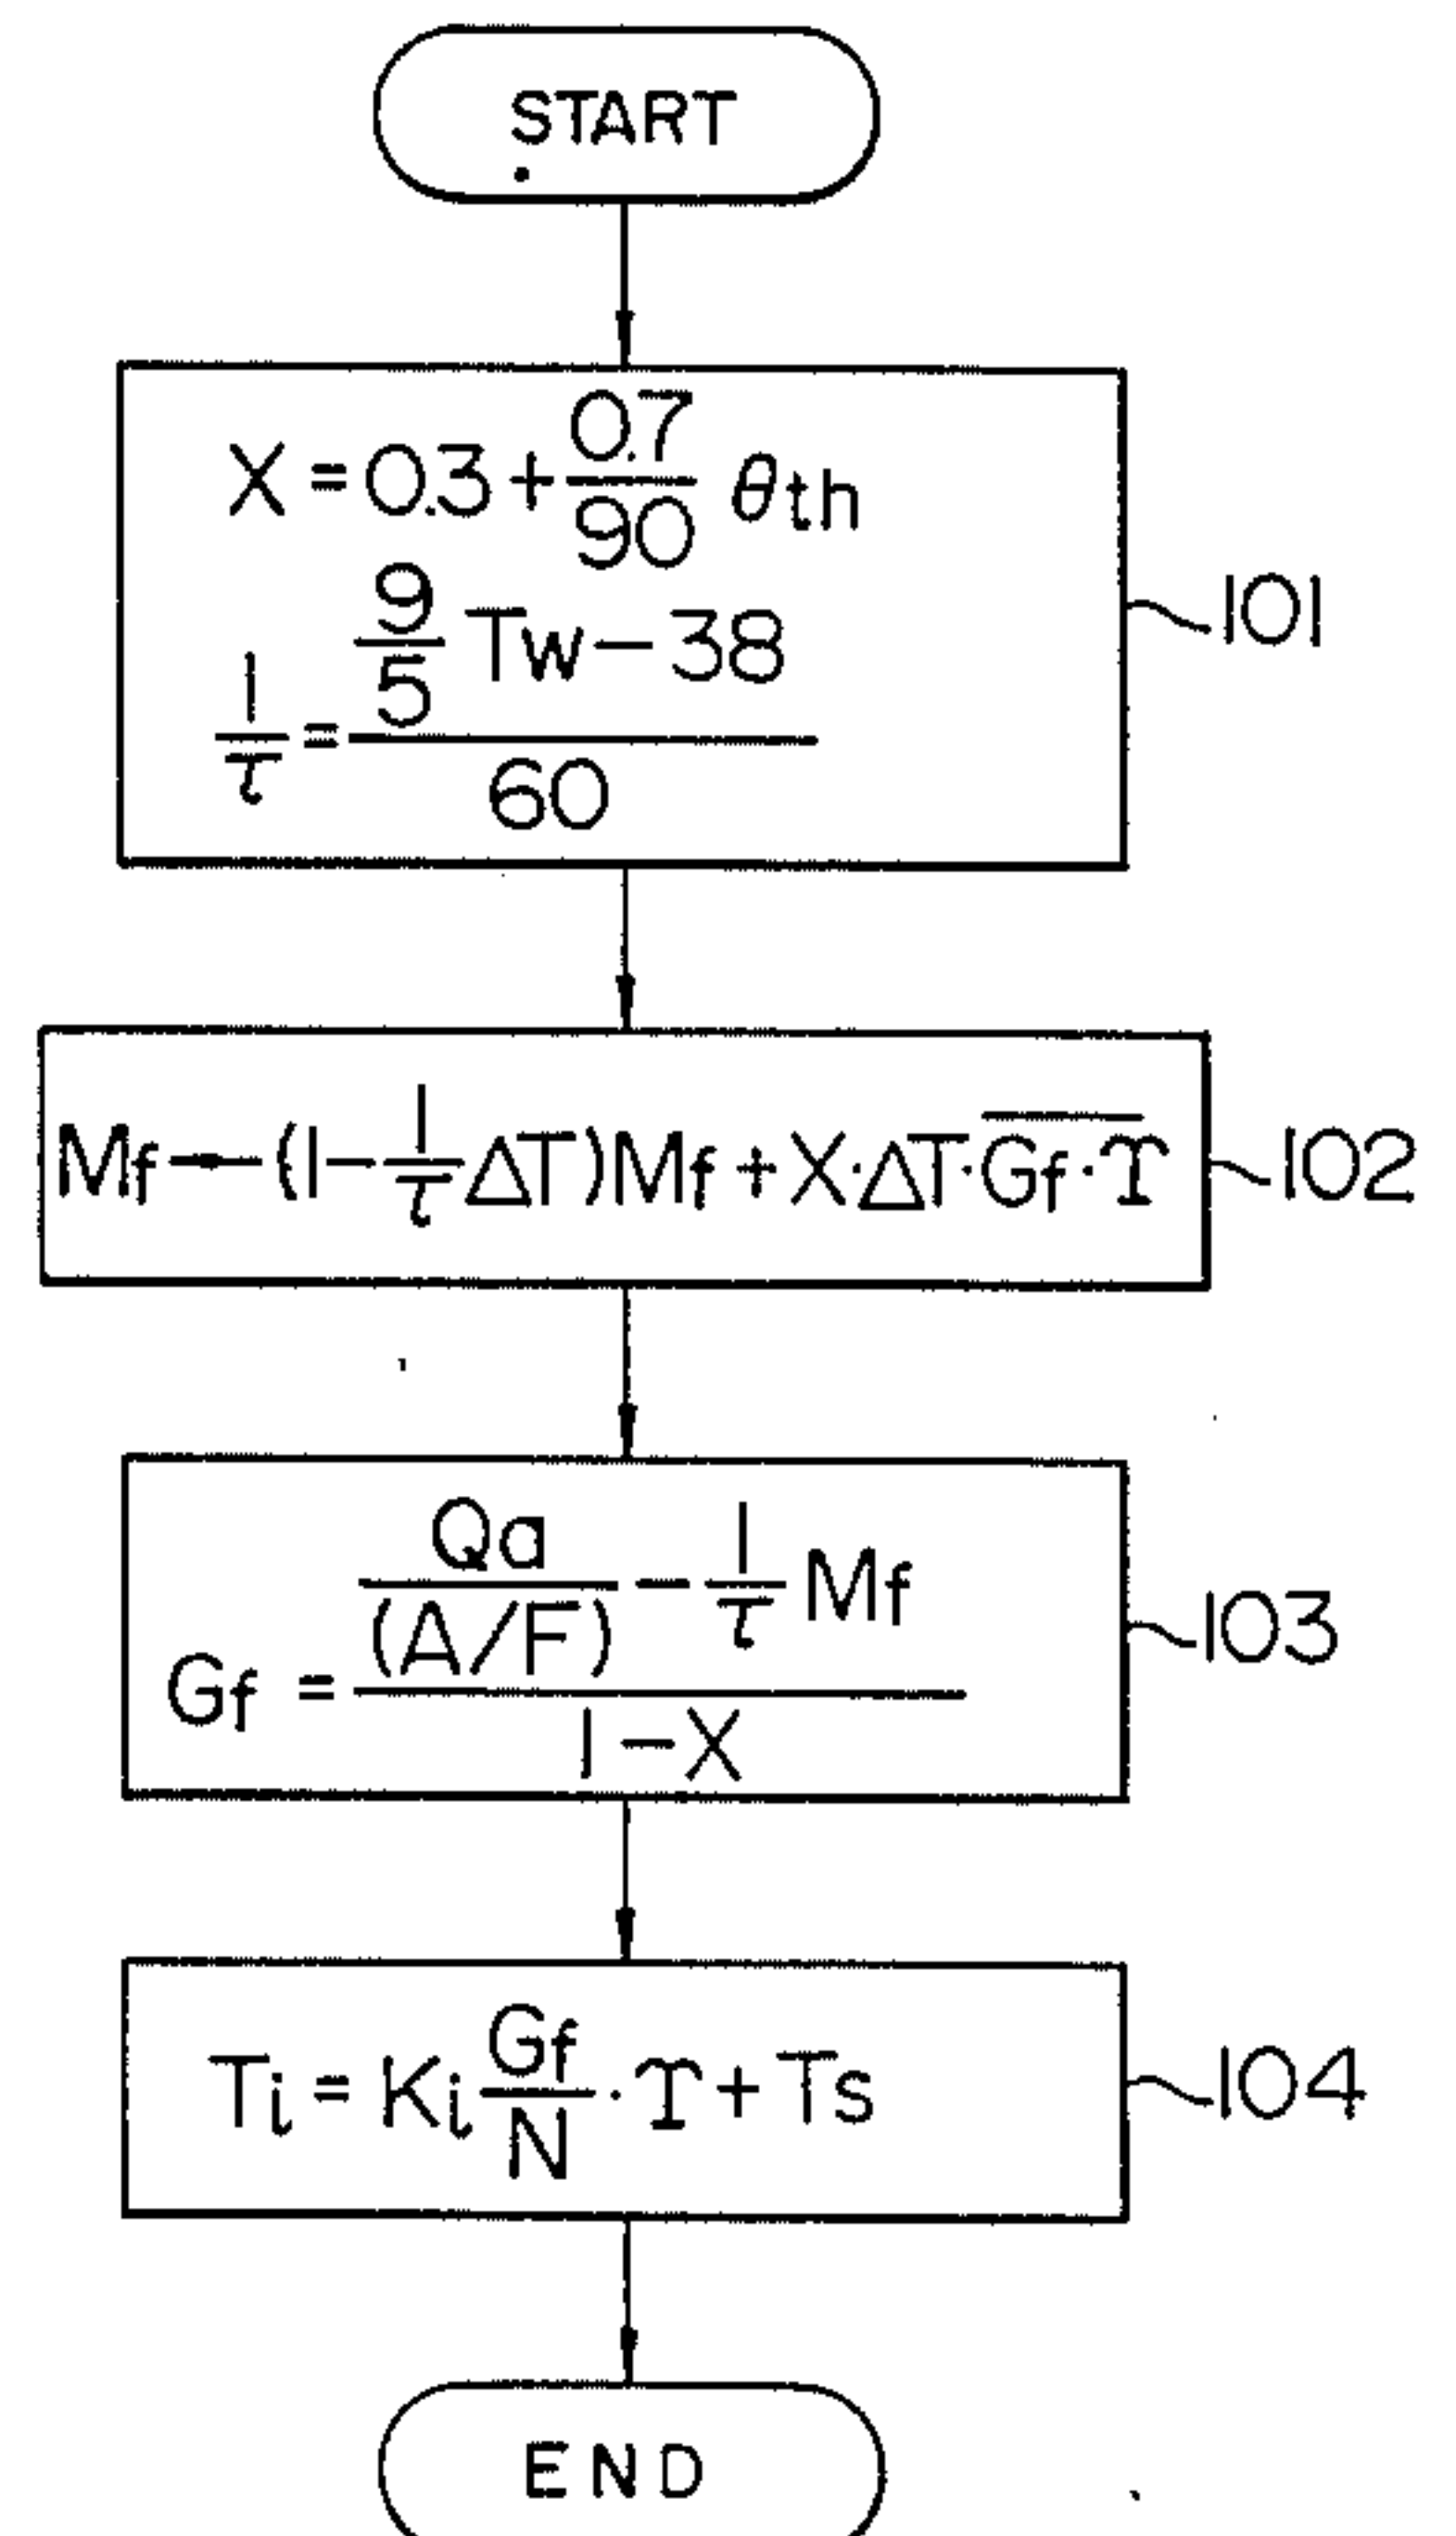 START
X = 0.3 + 0.7/90 θth
1/τ = (9/5 Tw − 38)/60
101
Mf ← (1 − 1/τ ΔT)Mf + X·ΔT·\overline{Gf·ϒ}
102
Gf = (Qa/(A/F) − 1/τ Mf)/(1 − X)
103
Ti = Ki Gf/N · ϒ + Ts
104
END